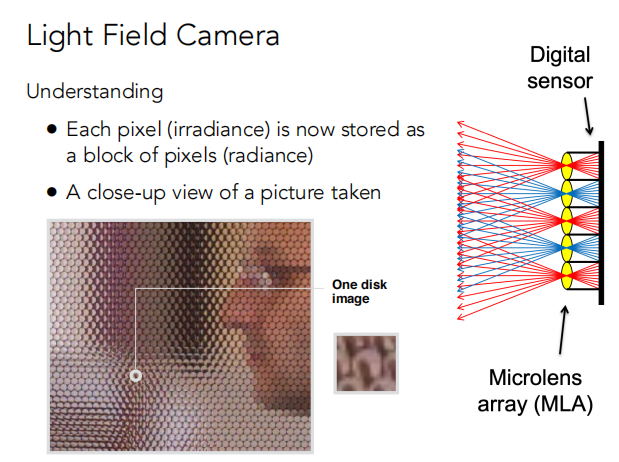 Light Field Camera
Understanding
● Each pixel (irradiance) is now stored as
a block of pixels (radiance)
● A close-up view of a picture taken
One disk
image
Digital
sensor
Microlens
array (MLA)